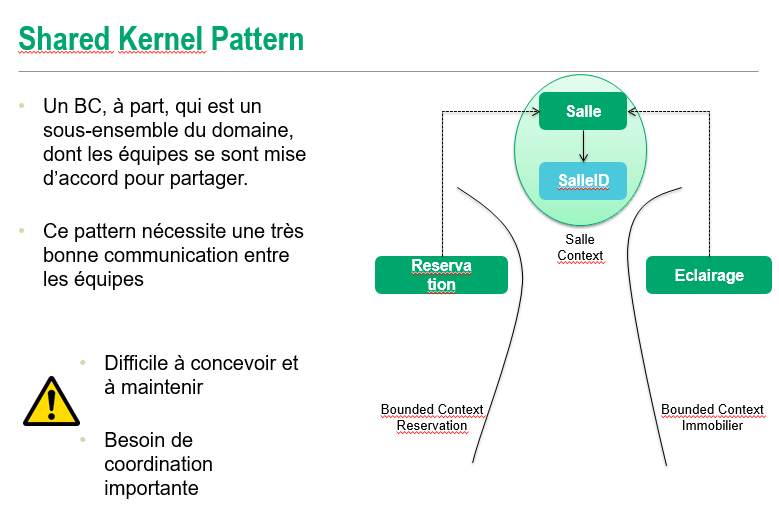 Shared Kernel Pattern
Un BC, à part, qui est un
sous-ensemble du domaine,
dont les équipes se sont mise
d’accord pour partager.
Ce pattern nécessite une très
bonne communication entre
les équipes
Difficile à concevoir et
à maintenir
Besoin de
coordination
importante
Salle
SalleID
Salle
Context
Reserva
tion
Eclairage
Bounded Context
Reservation
Bounded Context
Immobilier